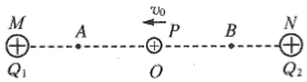 v₀
M A P B N
Q₁ O Q₂